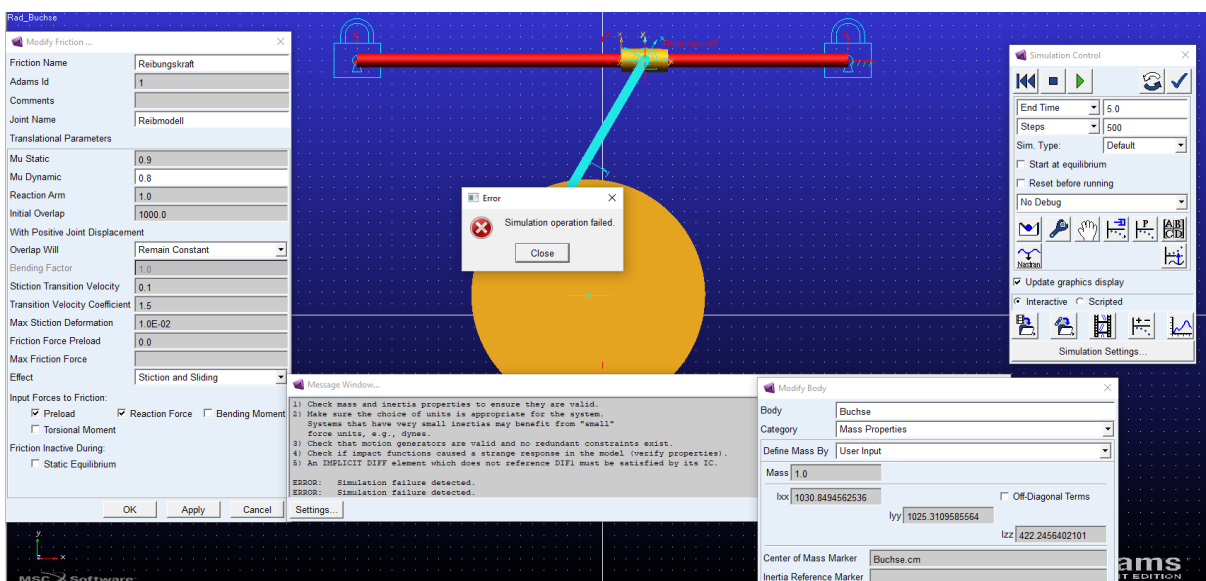 Rad_Buchse
Modify Friction ...
Friction Name
Reibungskraft
Adams Id
1
Comments
Joint Name
Reibmodell
Translational Parameters
Mu Static
0.9
Mu Dynamic
0.8
Reaction Arm
1.0
Initial Overlap
1000.0
With Positive Joint Displacement
Overlap Will
Remain Constant
Bending Factor
1.0
Stiction Transition Velocity
0.1
Transition Velocity Coefficient
1.5
Max Stiction Deformation
1.0E-02
Friction Force Preload
0.0
Max Friction Force
Effect
Stiction and Sliding
Input Forces to Friction:
Preload
Reaction Force
Bending Moment
Torsional Moment
Friction Inactive During:
Static Equilibrium
OK
Apply
Cancel
Error
Simulation operation failed.
Close
Message Window...
1) Check mass and inertia properties to ensure they are valid.
2) Make sure the choice of units is appropriate for the system.
Systems that have very small inertias may benefit from "small"
force units, e.g., dynes.
3) Check that motion generators are valid and no redundant constraints exist.
4) Check if impact functions caused a strange response in the model (verify properties).
5) An IMPLICIT DIFF element which does not reference DIF1 must be satisfied by its IC.
ERROR: Simulation failure detected.
ERROR: Simulation failure detected.
Settings...
Simulation Control
End Time
5.0
Steps
500
Sim. Type:
Default
Start at equilibrium
Reset before running
No Debug
P
A B
C D
Nastran
Update graphics display
Interactive
Scripted
Simulation Settings...
Modify Body
Body
Buchse
Category
Mass Properties
Define Mass By
User Input
Mass
1.0
Ixx
1030.8494562536
Off-Diagonal Terms
Iyy
1025.3109585564
Izz
422.2456402101
Center of Mass Marker
Buchse.cm
Inertia Reference Marker
y
z
x
MSC Software
ams
T EDITION